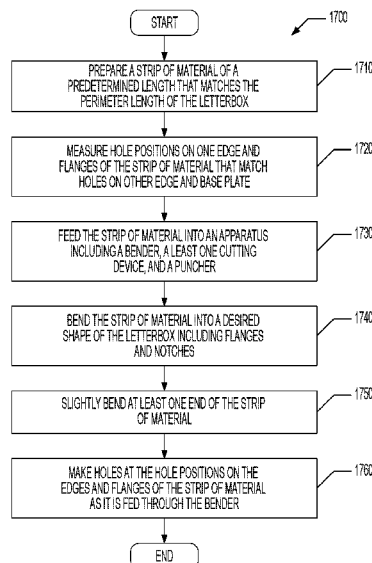 START
1700
PREPARE A STRIP OF MATERIAL OF A
PREDETERMINED LENGTH THAT MATCHES THE
PERIMETER LENGTH OF THE LETTERBOX
1710
MEASURE HOLE POSITIONS ON ONE EDGE AND
FLANGES OF THE STRIP OF MATERIAL THAT MATCH
HOLES ON OTHER EDGE AND BASE PLATE
1720
FEED THE STRIP OF MATERIAL INTO AN APPARATUS
INCLUDING A BENDER, A LEAST ONE CUTTING
DEVICE, AND A PUNCHER
1730
BEND THE STRIP OF MATERIAL INTO A DESIRED
SHAPE OF THE LETTERBOX INCLUDING FLANGES
AND NOTCHES
1740
SLIGHTLY BEND AT LEAST ONE END OF THE STRIP
OF MATERIAL
1750
MAKE HOLES AT THE HOLE POSITIONS ON THE
EDGES AND FLANGES OF THE STRIP OF MATERIAL
AS IT IS FED THROUGH THE BENDER
1760
END